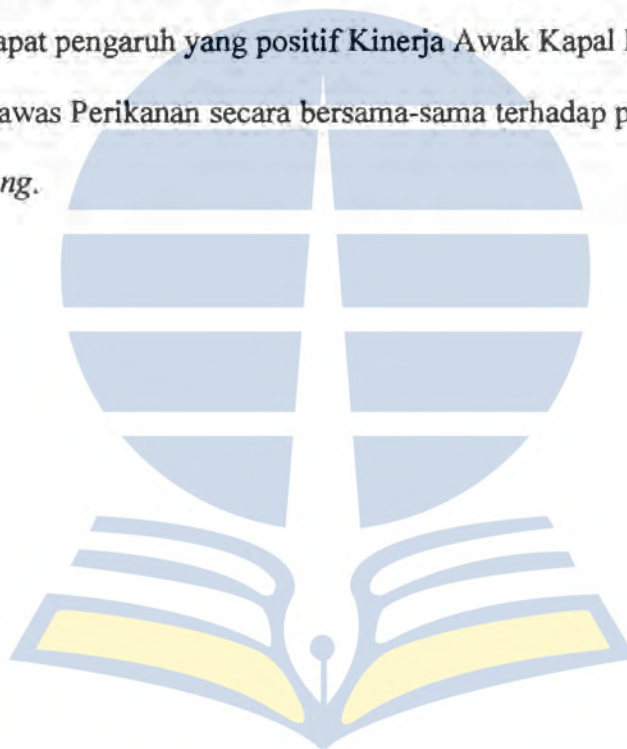 apat pengaruh yang positif Kinerja Awak Kapal
awas Perikanan secara bersama-sama terhadap p
ng.